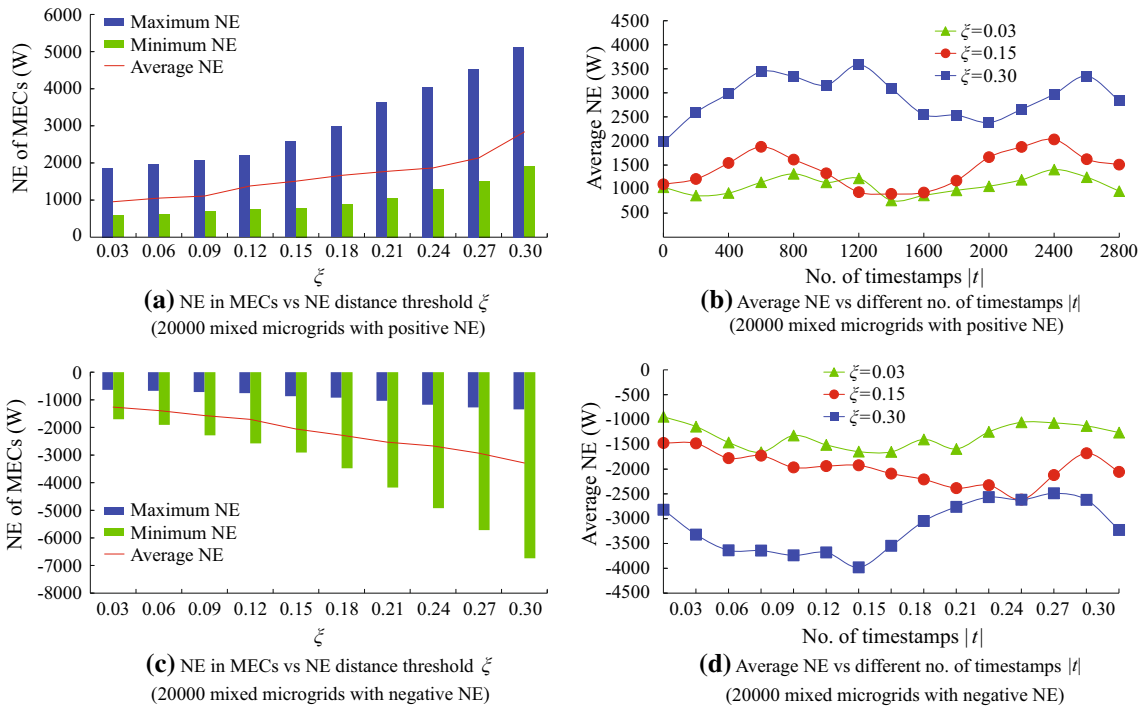 NE of MECs (W)
6000
5000
4000
3000
2000
1000
0
Maximum NE
Minimum NE
Average NE
0.03 0.06 0.09 0.12 0.15 0.18 0.21 0.24 0.27 0.30
ξ
(a) NE in MECs vs NE distance threshold ξ
(20000 mixed microgrids with positive NE)
Average NE (W)
4500
4000
3500
3000
2500
2000
1500
1000
500
ξ=0.03
ξ=0.15
ξ=0.30
0 400 800 1200 1600 2000 2400 2800
No. of timestamps |t|
(b) Average NE vs different no. of timestamps |t|
(20000 mixed microgrids with positive NE)
NE of MECs (W)
0
-1000
-2000
-3000
-4000
-5000
-6000
-7000
-8000
Maximum NE
Minimum NE
Average NE
0.03 0.06 0.09 0.12 0.15 0.18 0.21 0.24 0.27 0.30
ξ
(c) NE in MECs vs NE distance threshold ξ
(20000 mixed microgrids with negative NE)
Average NE (W)
0
-500
-1000
-1500
-2000
-2500
-3000
-3500
-4000
-4500
ξ=0.03
ξ=0.15
ξ=0.30
0.03 0.06 0.09 0.12 0.15 0.18 0.21 0.24 0.27 0.30
No. of timestamps |t|
(d) Average NE vs different no. of timestamps |t|
(20000 mixed microgrids with negative NE)